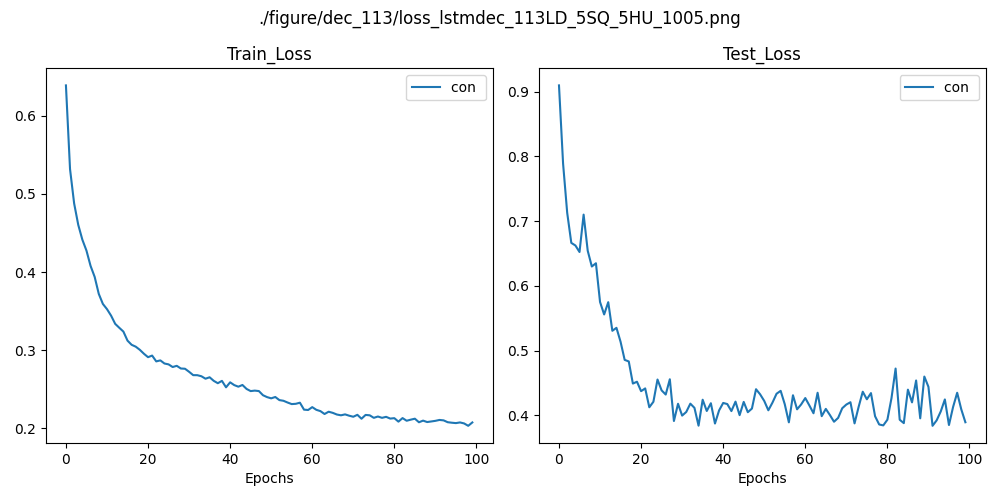 ./figure/dec_113/loss_lstmdec_113LD_5SQ_5HU_1005.png
Train_Loss
con
0.6
0.5
0.4
0.3
0.2
0 20 40 60 80 100
Epochs
Test_Loss
con
0.9
0.8
0.7
0.6
0.5
0.4
0 20 40 60 80 100
Epochs